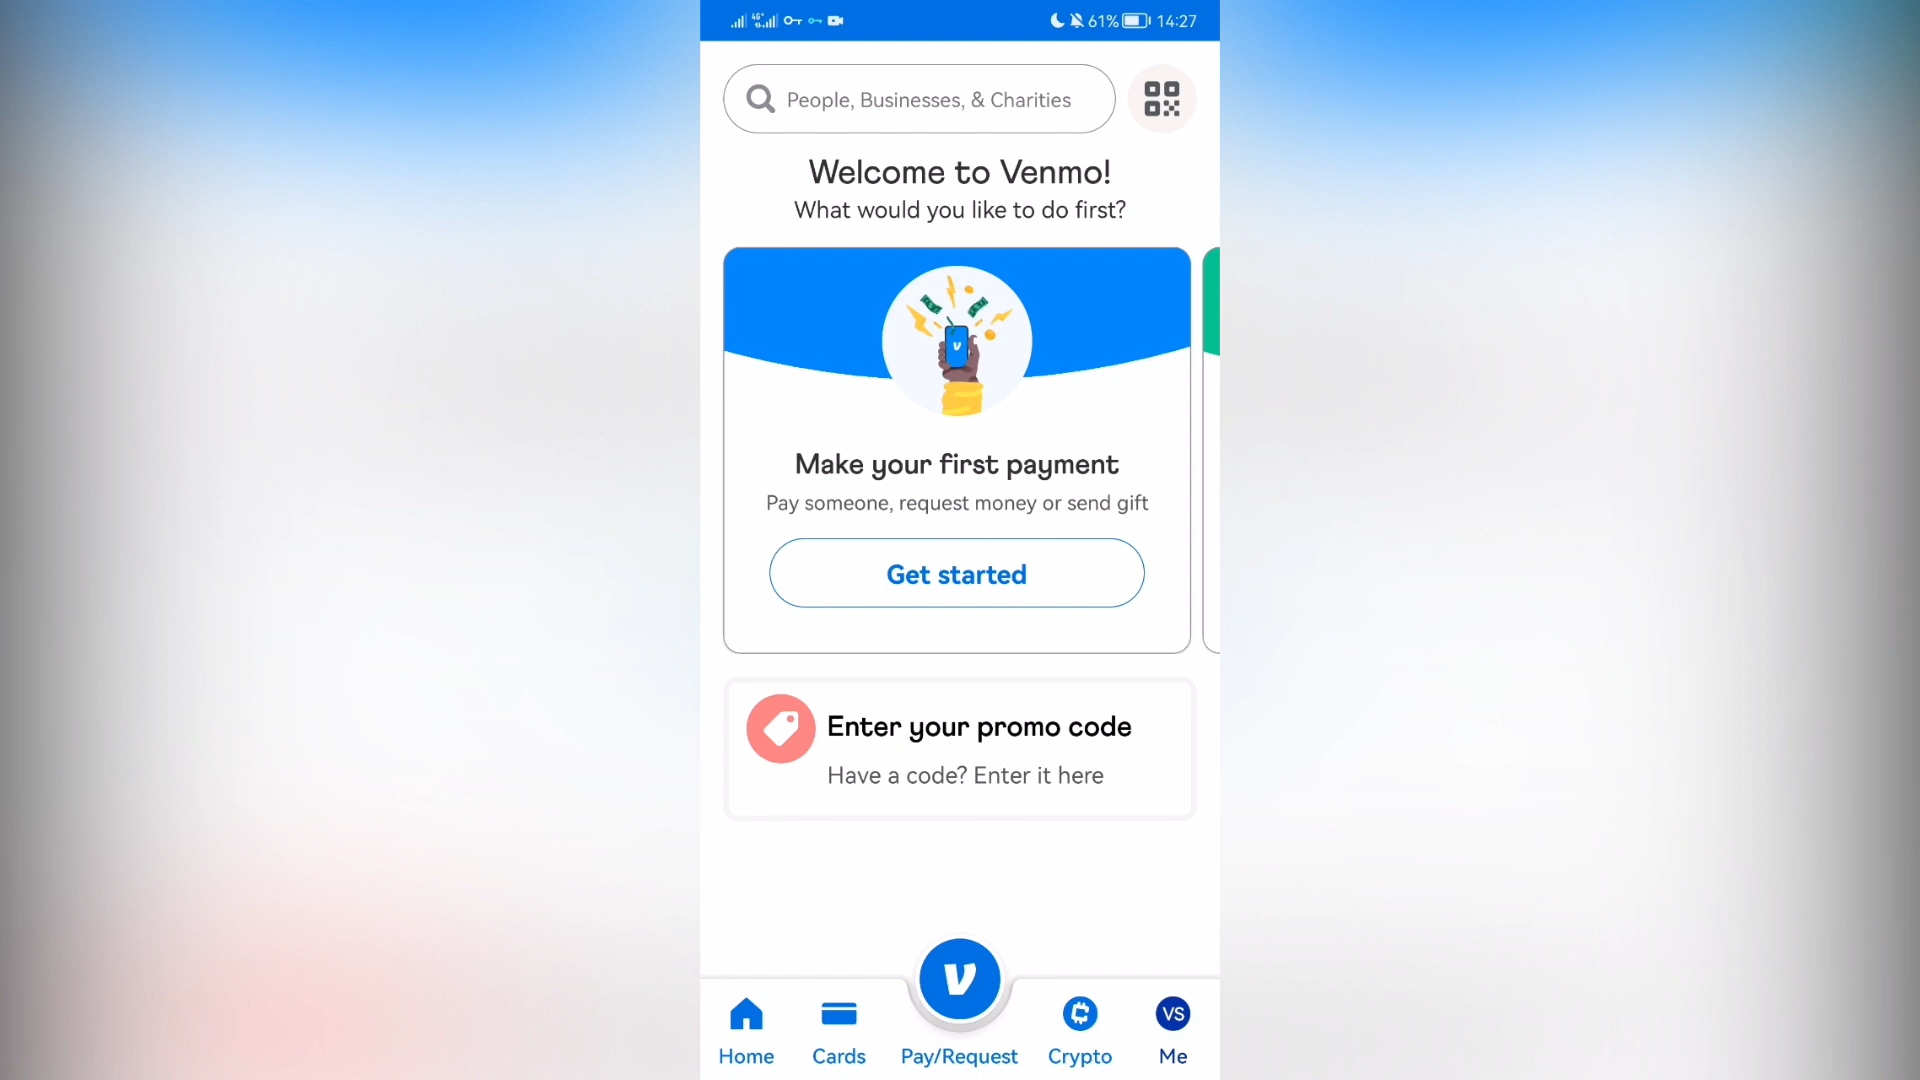 4G+ 61% 14:27
People, Businesses, & Charities
Welcome to Venmo!
What would you like to do first?
Make your first payment
Pay someone, request money or send gift
Get started
Enter your promo code
Have a code? Enter it here
VS
Home Cards Pay/Request Crypto Me